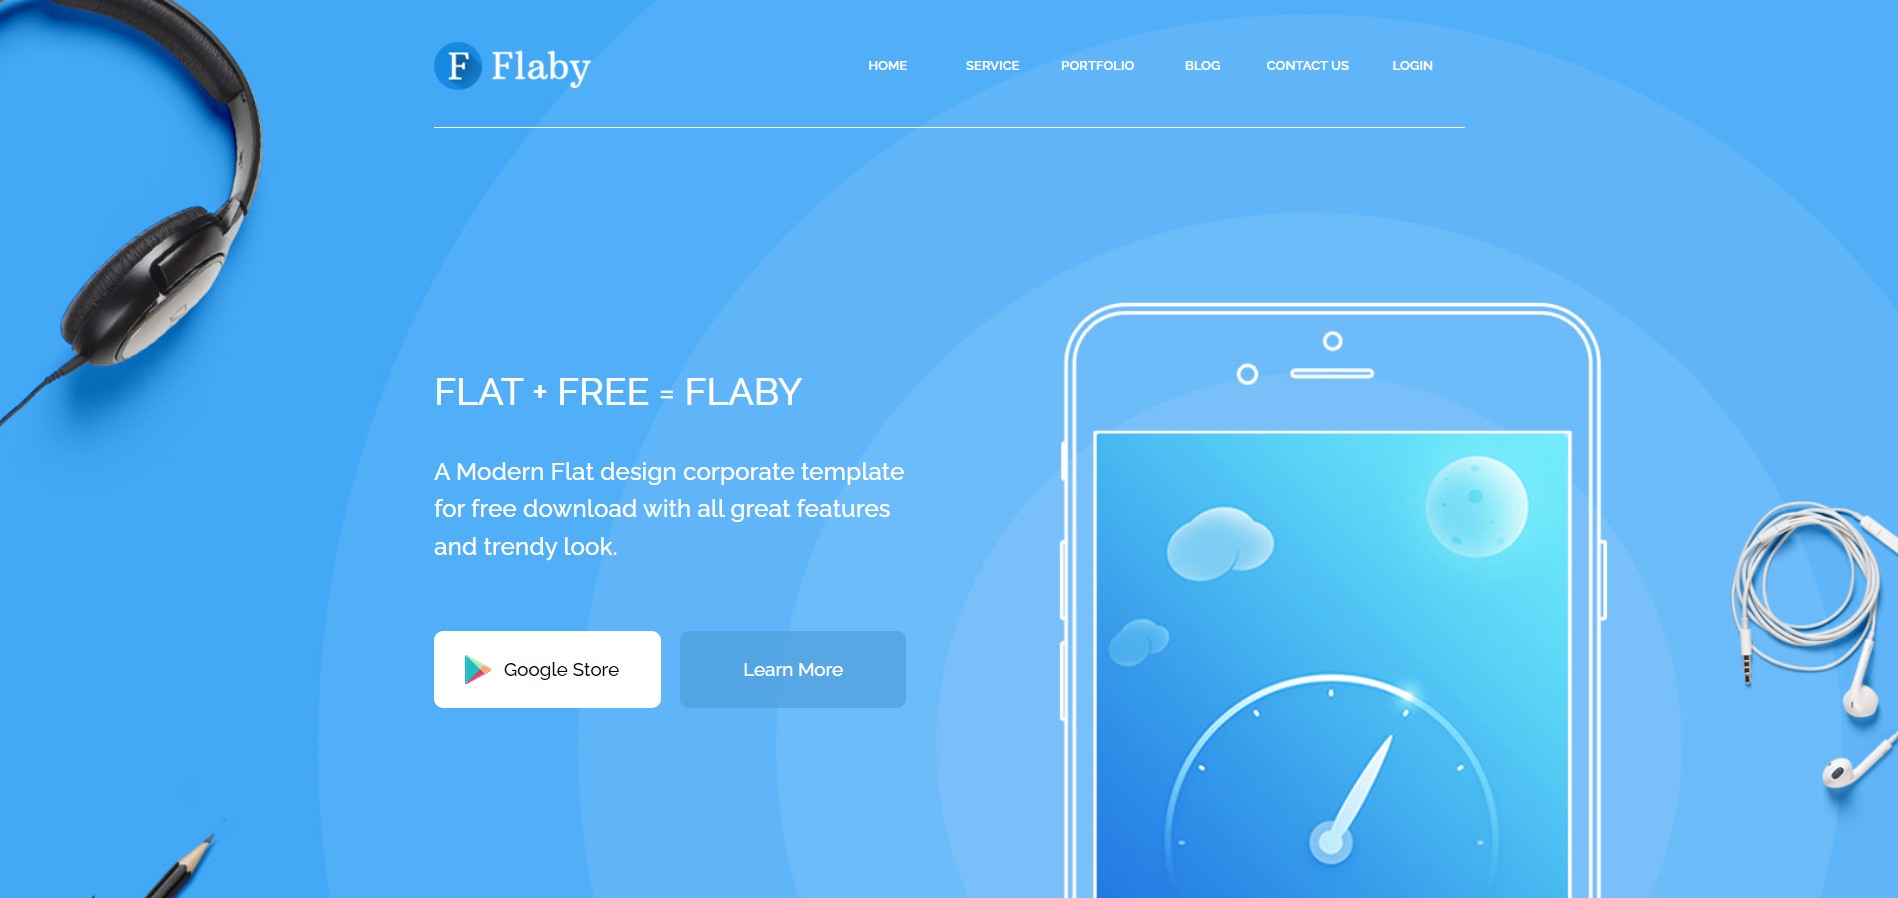 F Flaby
HOME SERVICE PORTFOLIO BLOG CONTACT US LOGIN
FLAT + FREE = FLABY
A Modern Flat design corporate template
for free download with all great features
and trendy look.
Google Store
Learn More